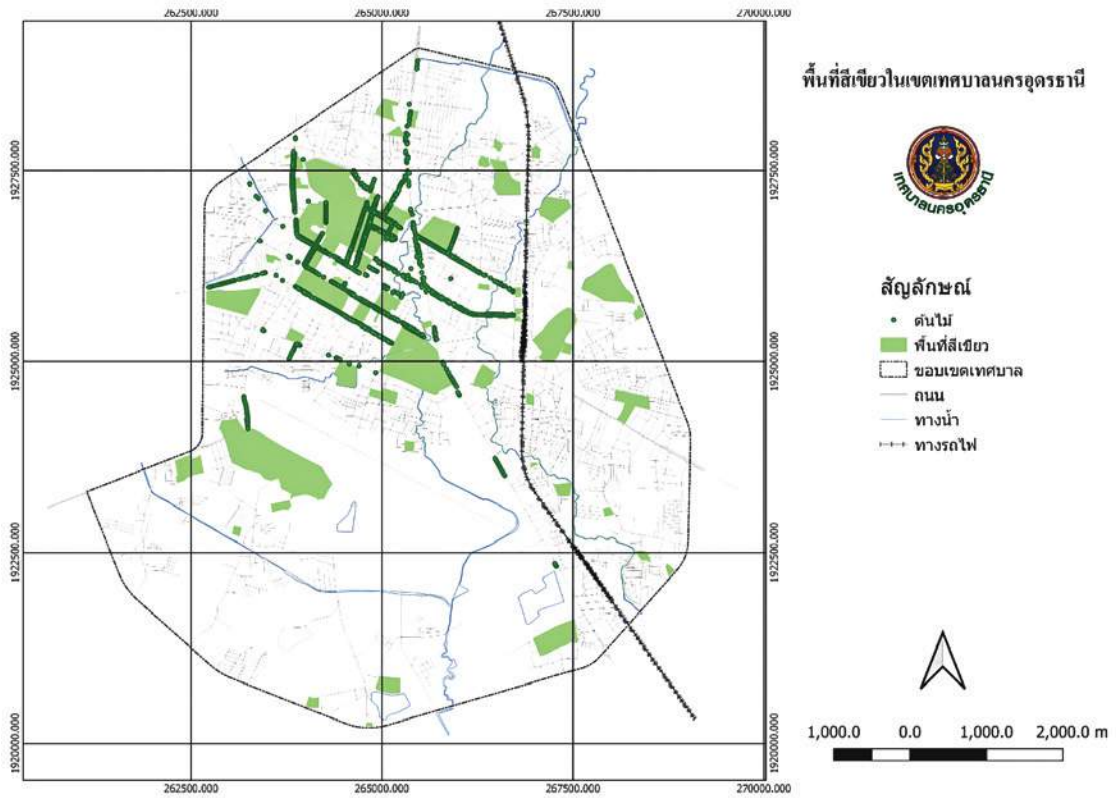 262500.000 265000.000 267500.000 270000.000
1927500.000 1927500.000
1925000.000 1925000.000
1922500.000 1922500.000
1920000.000 1920000.000
262500.000 265000.000 267500.000 270000.000
พื้นที่สีเขียวในเขตเทศบาลนครอุดรธานี
เทศบาลนครอุดรธานี
สัญลักษณ์
ต้นไม้
พื้นที่สีเขียว
ขอบเขตเทศบาล
ถนน
ทางน้ำ
ทางรถไฟ
1,000.0 0.0 1,000.0 2,000.0 m